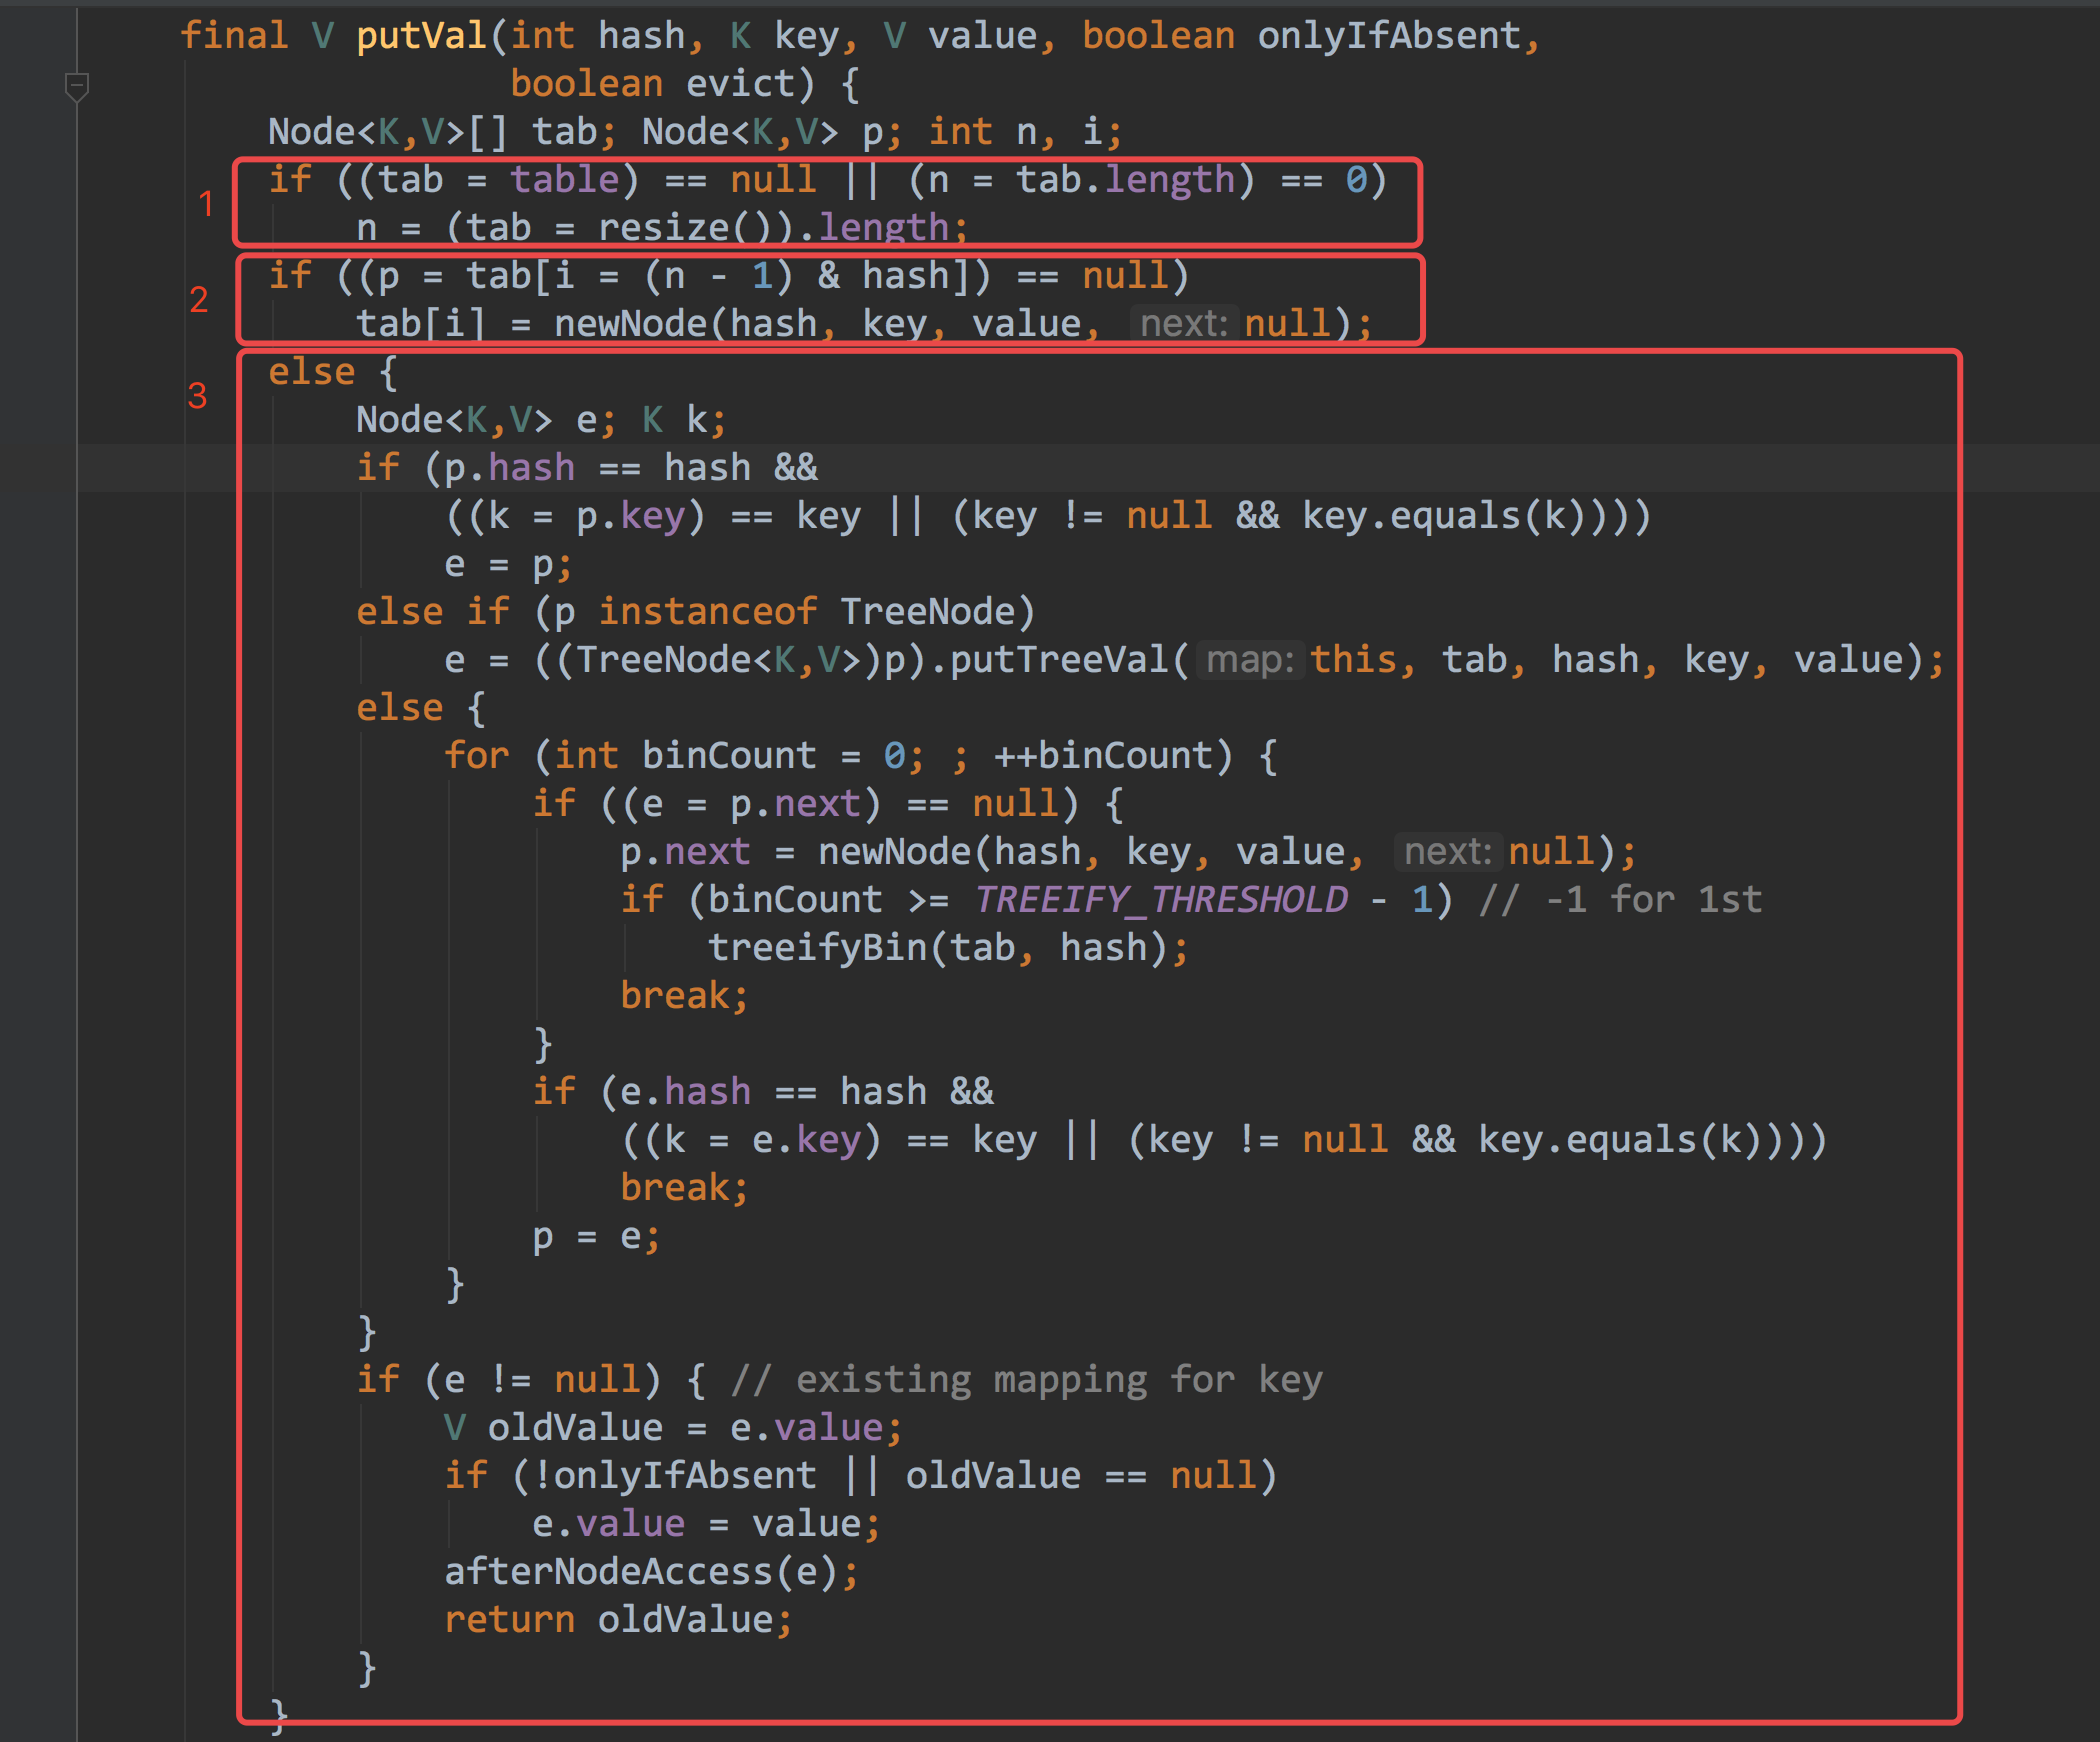 final V putVal(int hash, K key, V value, boolean onlyIfAbsent,
boolean evict) {
Node<K,V>[] tab; Node<K,V> p; int n, i;
1 if ((tab = table) == null || (n = tab.length) == 0)
n = (tab = resize()).length;
2 if ((p = tab[i = (n - 1) & hash]) == null)
tab[i] = newNode(hash, key, value, next: null);
3 else {
Node<K,V> e; K k;
if (p.hash == hash &&
((k = p.key) == key || (key != null && key.equals(k))))
e = p;
else if (p instanceof TreeNode)
e = ((TreeNode<K,V>)p).putTreeVal( map: this, tab, hash, key, value);
else {
for (int binCount = 0; ; ++binCount) {
if ((e = p.next) == null) {
p.next = newNode(hash, key, value, next: null);
if (binCount >= TREEIFY_THRESHOLD - 1) // -1 for 1st
treeifyBin(tab, hash);
break;
}
if (e.hash == hash &&
((k = e.key) == key || (key != null && key.equals(k))))
break;
p = e;
}
}
if (e != null) { // existing mapping for key
V oldValue = e.value;
if (!onlyIfAbsent || oldValue == null)
e.value = value;
afterNodeAccess(e);
return oldValue;
}
}